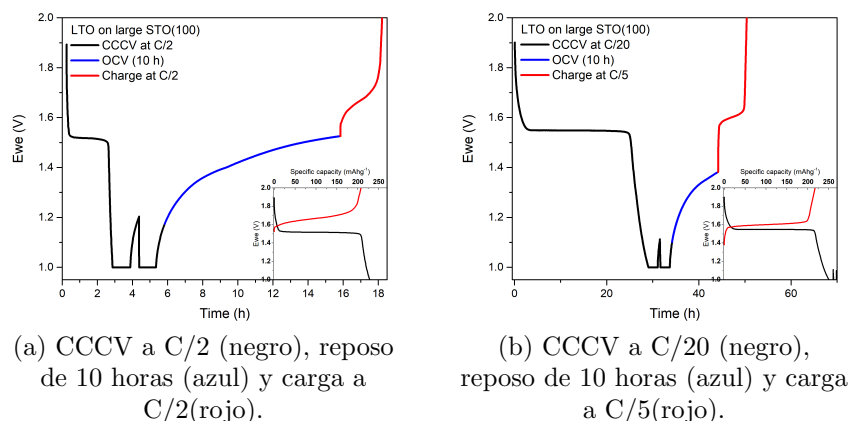 LTO on large STO(100)
CCCV at C/2
OCV (10 h)
Charge at C/2
Ewe (V)
2.0
1.8
1.6
1.4
1.2
1.0
0 2 4 6 8 10 12 14 16 18
Time (h)
Specific capacity (mAhg⁻¹)
0 50 100 150 200 250
Ewe (V)
2.0
1.8
1.6
1.4
1.2
1.0
(a) CCCV a C/2 (negro), reposo
de 10 horas (azul) y carga a
C/2(rojo).
LTO on large STO(100)
CCCV at C/20
OCV (10 h)
Charge at C/5
Ewe (V)
2.0
1.8
1.6
1.4
1.2
1.0
0 20 40 60
Time (h)
Specific capacity (mAhg⁻¹)
0 50 100 150 200 250
Ewe (V)
2.0
1.8
1.6
1.4
1.2
1.0
(b) CCCV a C/20 (negro),
reposo de 10 horas (azul) y carga
a C/5(rojo).